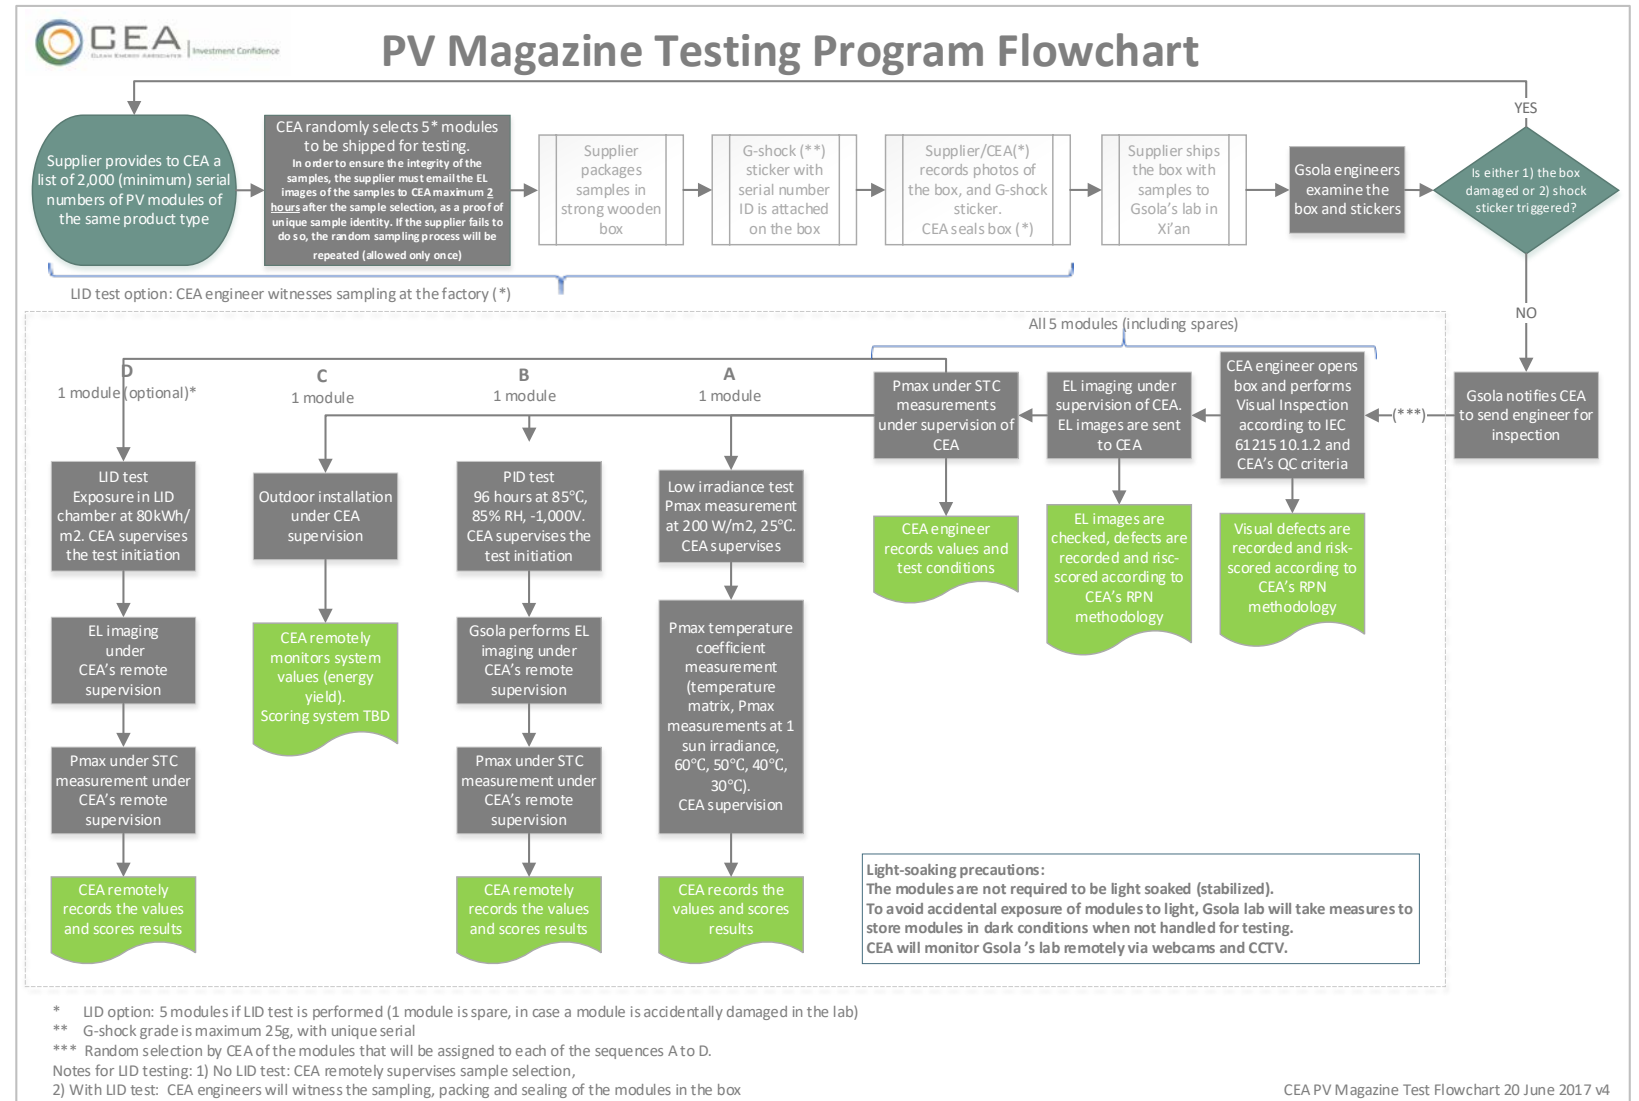 CEA
CLEAN ENERGY ASSOCIATES
Investment Confidence
PV Magazine Testing Program Flowchart
Supplier provides to CEA a
list of 2,000 (minimum) serial
numbers of PV modules of
the same product type
CEA randomly selects 5* modules
to be shipped for testing.
In order to ensure the integrity of the
samples, the supplier must email the EL
images of the samples to CEA maximum 2
hours after the sample selection, as a proof of
unique sample identity. If the supplier fails to
do so, the random sampling process will be
repeated (allowed only once)
Supplier
packages
samples in
strong wooden
box
G-shock (**)
sticker with
serial number
ID is attached
on the box
Supplier/CEA(*)
records photos of
the box, and G-shock
sticker.
CEA seals box (*)
Supplier ships
the box with
samples to
Gsola's lab in
Xi'an
Gsola engineers
examine the
box and stickers
Is either 1) the box
damaged or 2) shock
sticker triggered?
YES
NO
LID test option: CEA engineer witnesses sampling at the factory (*)
All 5 modules (including spares)
Gsola notifies CEA
to send engineer for
inspection
(***)
CEA engineer opens
box and performs
Visual Inspection
according to IEC
61215 10.1.2 and
CEA's QC criteria
EL imaging under
supervision of CEA.
EL images are sent
to CEA
Pmax under STC
measurements
under supervision of
CEA
Visual defects are
recorded and risk-
scored according to
CEA's RPN
methodology
EL images are
checked, defects are
recorded and risc-
scored according to
CEA's RPN
methodology
CEA engineer
records values and
test conditions
A
1 module
B
1 module
C
1 module
D
1 module (optional)*
Low irradiance test
Pmax measurement
at 200 W/m2, 25℃.
CEA supervises
Pmax temperature
coefficient
measurement
(temperature
matrix, Pmax
measurements at 1
sun irradiance,
60℃, 50℃, 40℃,
30℃).
CEA supervision
CEA records the
values and scores
results
PID test
96 hours at 85℃,
85% RH, -1,000V.
CEA supervises the
test initiation
Gsola performs EL
imaging under
CEA's remote
supervision
Pmax under STC
measurement under
CEA's remote
supervision
CEA remotely
records the values
and scores results
Outdoor installation
under CEA
supervision
CEA remotely
monitors system
values (energy
yield).
Scoring system TBD
LID test
Exposure in LID
chamber at 80kWh/
m2. CEA supervises
the test initiation
EL imaging
under
CEA's remote
supervision
Pmax under STC
measurement under
CEA's remote
supervision
CEA remotely
records the values
and scores results
Light-soaking precautions:
The modules are not required to be light soaked (stabilized).
To avoid accidental exposure of modules to light, Gsola lab will take measures to
store modules in dark conditions when not handled for testing.
CEA will monitor Gsola 's lab remotely via webcams and CCTV.
* LID option: 5 modules if LID test is performed (1 module is spare, in case a module is accidentally damaged in the lab)
** G-shock grade is maximum 25g, with unique serial
*** Random selection by CEA of the modules that will be assigned to each of the sequences A to D.
Notes for LID testing: 1) No LID test: CEA remotely supervises sample selection,
2) With LID test: CEA engineers will witness the sampling, packing and sealing of the modules in the box
CEA PV Magazine Test Flowchart 20 June 2017 v4